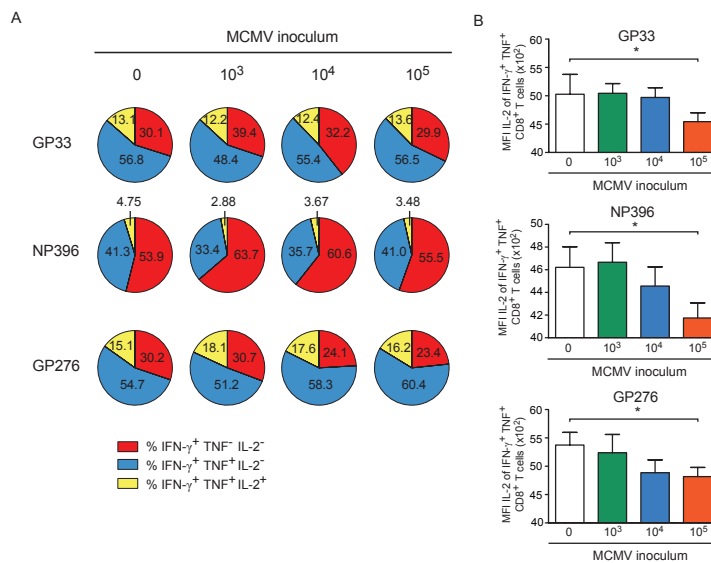 A
MCMV inoculum
0 10³ 10⁴ 10⁵
GP33
13.1 30.1 56.8
12.2 39.4 48.4
12.4 32.2 55.4
13.6 29.9 56.5
NP396
4.75 53.9 41.3
2.88 63.7 33.4
3.67 60.6 35.7
3.48 55.5 41.0
GP276
15.1 30.2 54.7
18.1 30.7 51.2
17.6 24.1 58.3
16.2 23.4 60.4
% IFN-γ⁺ TNF⁻ IL-2⁻
% IFN-γ⁺ TNF⁺ IL-2⁻
% IFN-γ⁺ TNF⁺ IL-2⁺
B
GP33
*
MFI IL-2 of IFN-γ⁺ TNF⁺
CD8⁺ T cells (x10²)
60
55
50
45
40
0 10³ 10⁴ 10⁵
MCMV inoculum
NP396
*
MFI IL-2 of IFN-γ⁺ TNF⁺
CD8⁺ T cells (x10²)
50
48
46
44
42
40
0 10³ 10⁴ 10⁵
MCMV inoculum
GP276
*
MFI IL-2 of IFN-γ⁺ TNF⁺
CD8⁺ T cells (x10²)
60
55
50
45
40
0 10³ 10⁴ 10⁵
MCMV inoculum